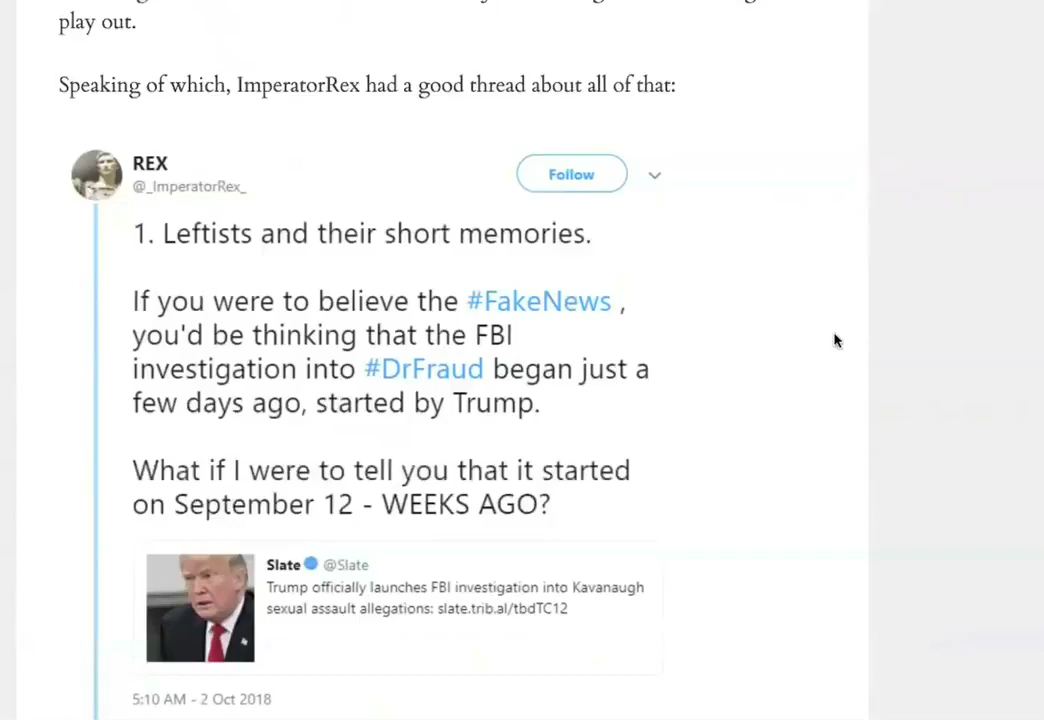 play out.
Speaking of which, ImperatorRex had a good thread about all of that:
REX
@_ImperatorRex_
Follow
1. Leftists and their short memories.
If you were to believe the #FakeNews ,
you'd be thinking that the FBI
investigation into #DrFraud began just a
few days ago, started by Trump.
What if I were to tell you that it started
on September 12 - WEEKS AGO?
Slate @Slate
Trump officially launches FBI investigation into Kavanaugh
sexual assault allegations: slate.trib.al/tbdTC12
5:10 AM - 2 Oct 2018